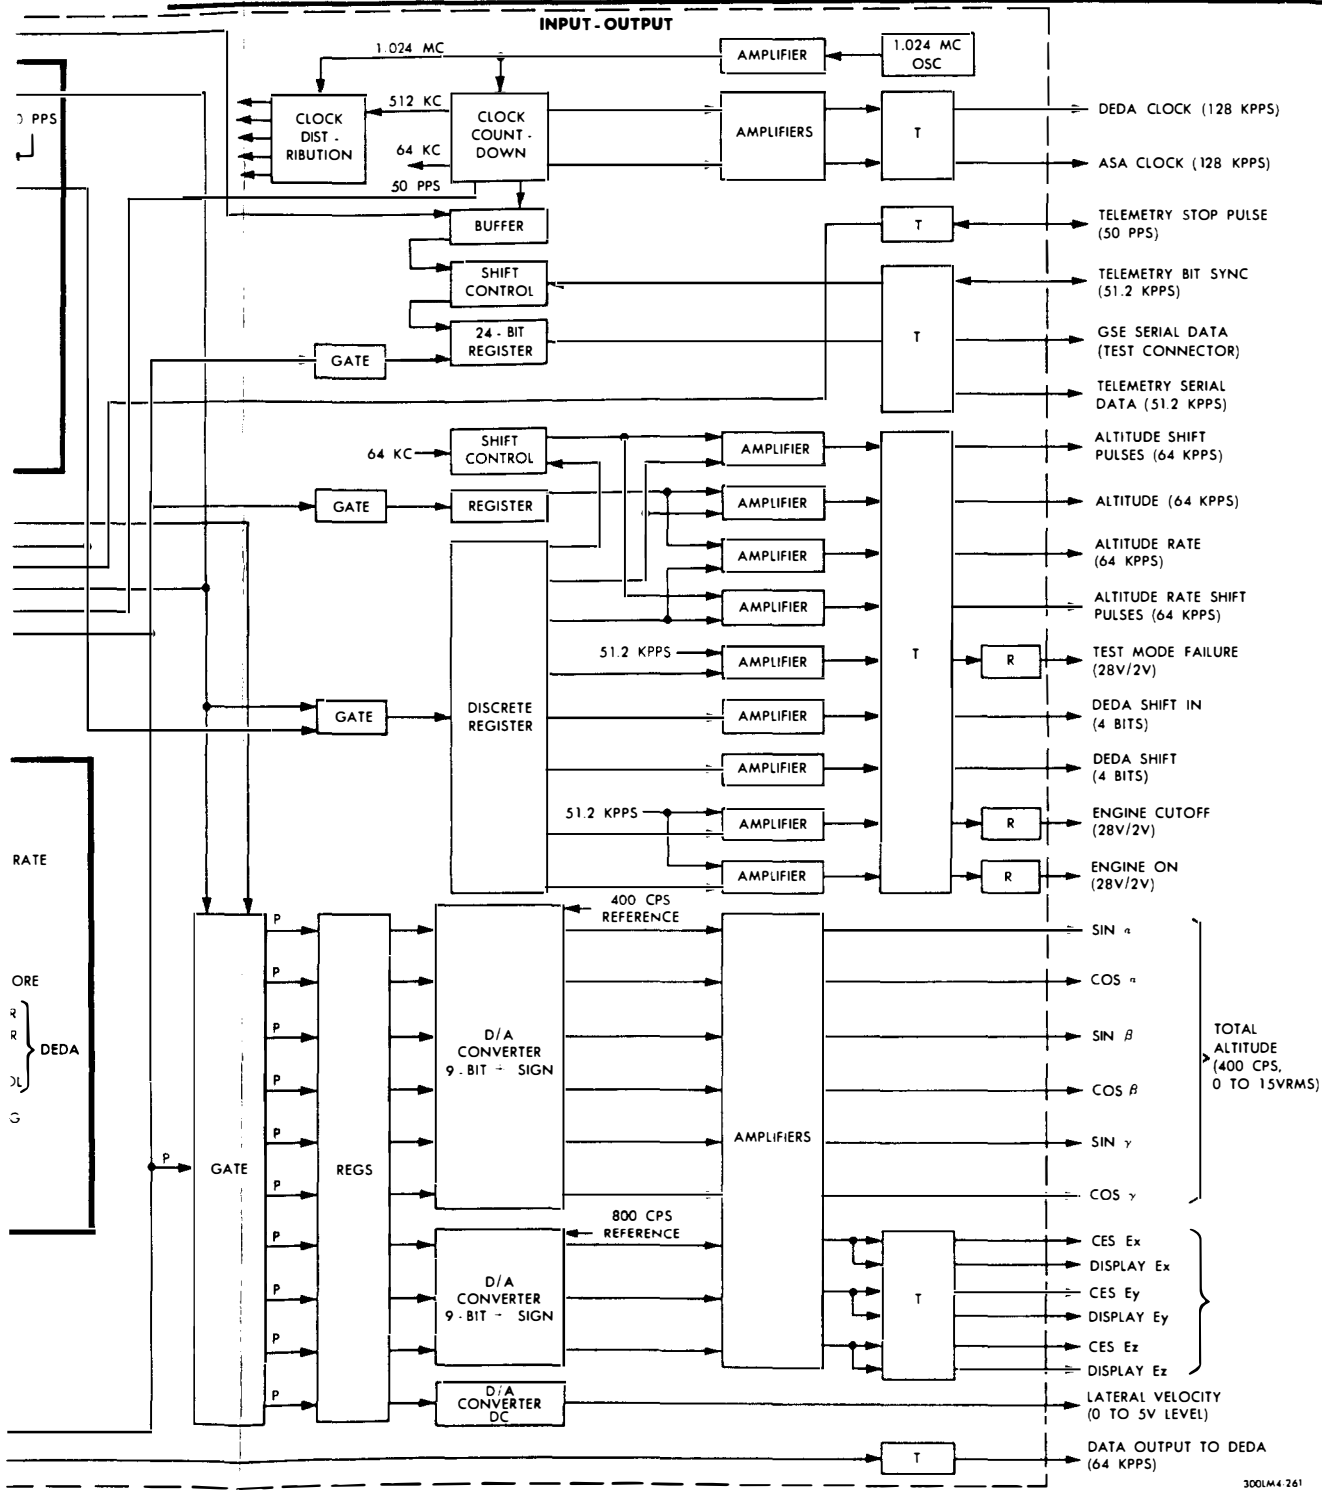 INPUT-OUTPUT
1.024 MC
AMPLIFIER
1.024 MC
OSC
PPS
CLOCK
DIST-
RIBUTION
512 KC
64 KC
50 PPS
CLOCK
COUNT-
DOWN
AMPLIFIERS
T
DEDA CLOCK (128 KPPS)
ASA CLOCK (128 KPPS)
BUFFER
T
TELEMETRY STOP PULSE
(50 PPS)
SHIFT
CONTROL
TELEMETRY BIT SYNC
(51.2 KPPS)
24-BIT
REGISTER
GATE
T
GSE SERIAL DATA
(TEST CONNECTOR)
TELEMETRY SERIAL
DATA (51.2 KPPS)
64 KC
SHIFT
CONTROL
AMPLIFIER
ALTITUDE SHIFT
PULSES (64 KPPS)
GATE
REGISTER
AMPLIFIER
ALTITUDE (64 KPPS)
AMPLIFIER
ALTITUDE RATE
(64 KPPS)
AMPLIFIER
ALTITUDE RATE SHIFT
PULSES (64 KPPS)
51.2 KPPS
AMPLIFIER
T
R
TEST MODE FAILURE
(28V/2V)
GATE
DISCRETE
REGISTER
AMPLIFIER
DEDA SHIFT IN
(4 BITS)
AMPLIFIER
DEDA SHIFT
(4 BITS)
51.2 KPPS
AMPLIFIER
R
ENGINE CUTOFF
(28V/2V)
AMPLIFIER
R
ENGINE ON
(28V/2V)
RATE
ORE
R
R
OL
DEDA
G
400 CPS
REFERENCE
P
P
P
P
P
P
P
P
P
P
P
GATE
REGS
D/A
CONVERTER
9-BIT + SIGN
AMPLIFIERS
SIN α
COS α
SIN β
COS β
SIN γ
COS γ
TOTAL
ALTITUDE
(400 CPS,
0 TO 15VRMS)
800 CPS
REFERENCE
D/A
CONVERTER
9-BIT + SIGN
T
CES Ex
DISPLAY Ex
CES Ey
DISPLAY Ey
CES Ez
DISPLAY Ez
D/A
CONVERTER
DC
LATERAL VELOCITY
(0 TO 5V LEVEL)
T
DATA OUTPUT TO DEDA
(64 KPPS)
300LM4-261